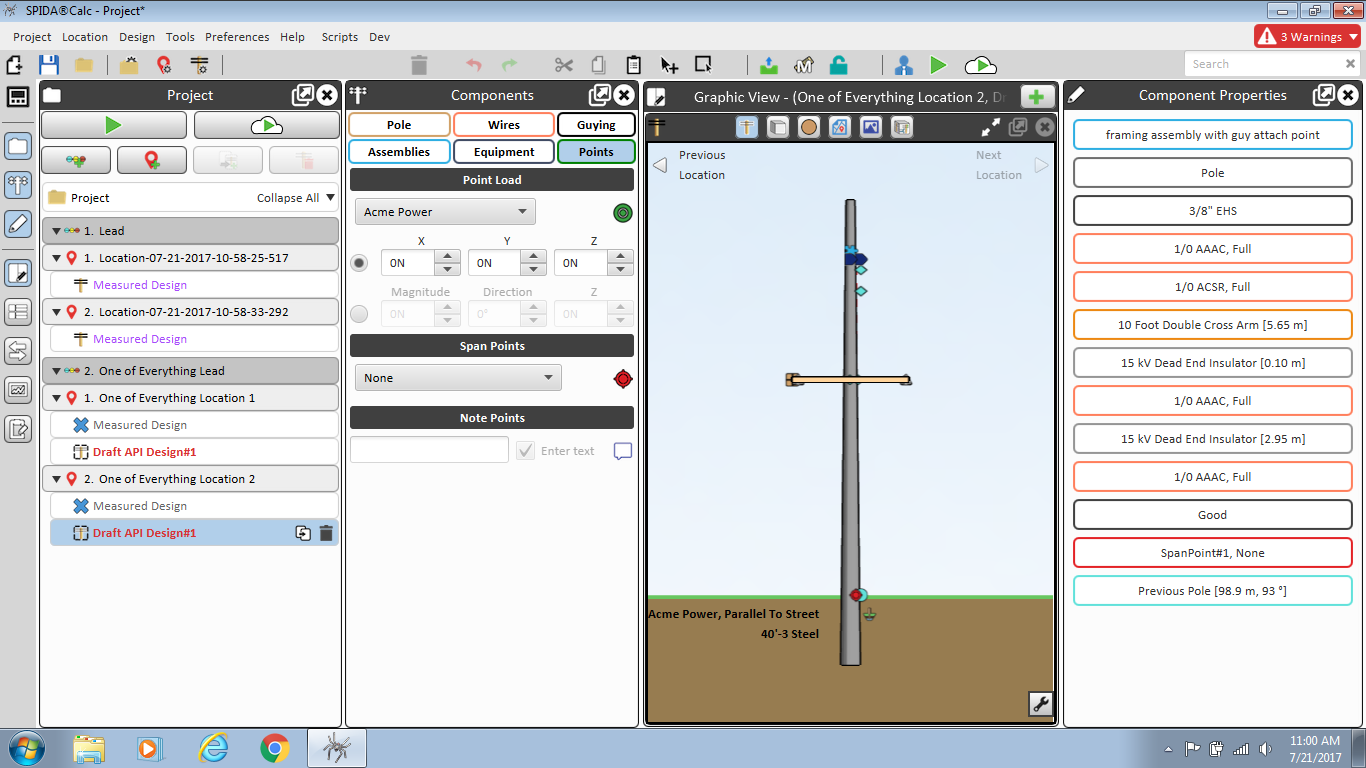 SPIDA®Calc - Project*
Project Location Design Tools Preferences Help Scripts Dev
3 Warnings
Search
Project
Project
Collapse All
1. Lead
1. Location-07-21-2017-10-58-25-517
Measured Design
2. Location-07-21-2017-10-58-33-292
Measured Design
2. One of Everything Lead
1. One of Everything Location 1
Measured Design
Draft API Design#1
2. One of Everything Location 2
Measured Design
Draft API Design#1
Components
Pole Wires Guying
Assemblies Equipment Points
Point Load
Acme Power
X Y Z
0N 0N 0N
Magnitude Direction Z
0N 0° 0N
Span Points
None
Note Points
Enter text
Graphic View - (One of Everything Location 2, Dr
Previous
Location
Next
Location
Acme Power, Parallel To Street
40'-3 Steel
Component Properties
framing assembly with guy attach point
Pole
3/8" EHS
1/0 AAAC, Full
1/0 ACSR, Full
10 Foot Double Cross Arm [5.65 m]
15 kV Dead End Insulator [0.10 m]
1/0 AAAC, Full
15 kV Dead End Insulator [2.95 m]
1/0 AAAC, Full
Good
SpanPoint#1, None
Previous Pole [98.9 m, 93 °]
11:00 AM
7/21/2017